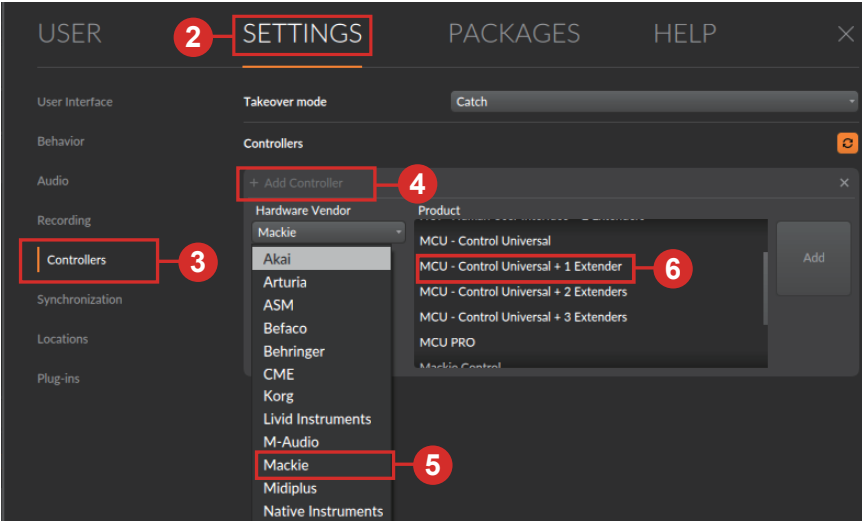 USER
2
SETTINGS
PACKAGES
HELP
User Interface
Behavior
Audio
Recording
Controllers
3
Synchronization
Locations
Plug-ins
Takeover mode
Catch
Controllers
+ Add Controller
4
Hardware Vendor
Mackie
Akai
Arturia
ASM
Befaco
Behringer
CME
Korg
Livid Instruments
M-Audio
Mackie
5
Midiplus
Native Instruments
Product
MCU - Control Universal
MCU - Control Universal + 1 Extender
6
MCU - Control Universal + 2 Extenders
MCU - Control Universal + 3 Extenders
MCU PRO
Mackie Control
Add